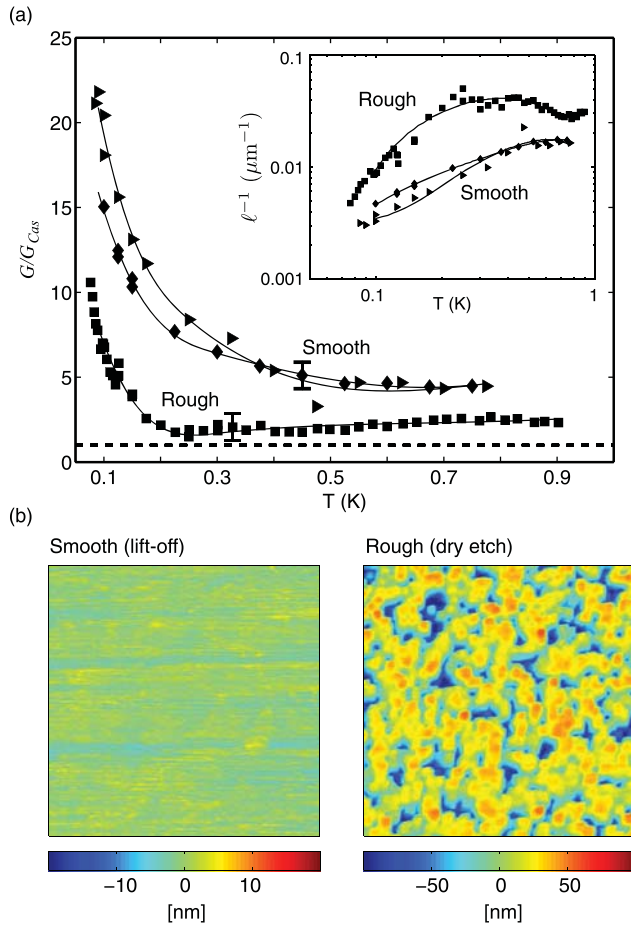 (a)
25
20
15
10
5
0
G/G_Cas
0.1
0.3
0.5
0.7
0.9
T (K)
Smooth
Rough
0.1
0.01
0.001
ℓ⁻¹ (μm⁻¹)
Rough
Smooth
0.1
1
T (K)
(b)
Smooth (lift-off)
Rough (dry etch)
−10
0
10
[nm]
−50
0
50
[nm]